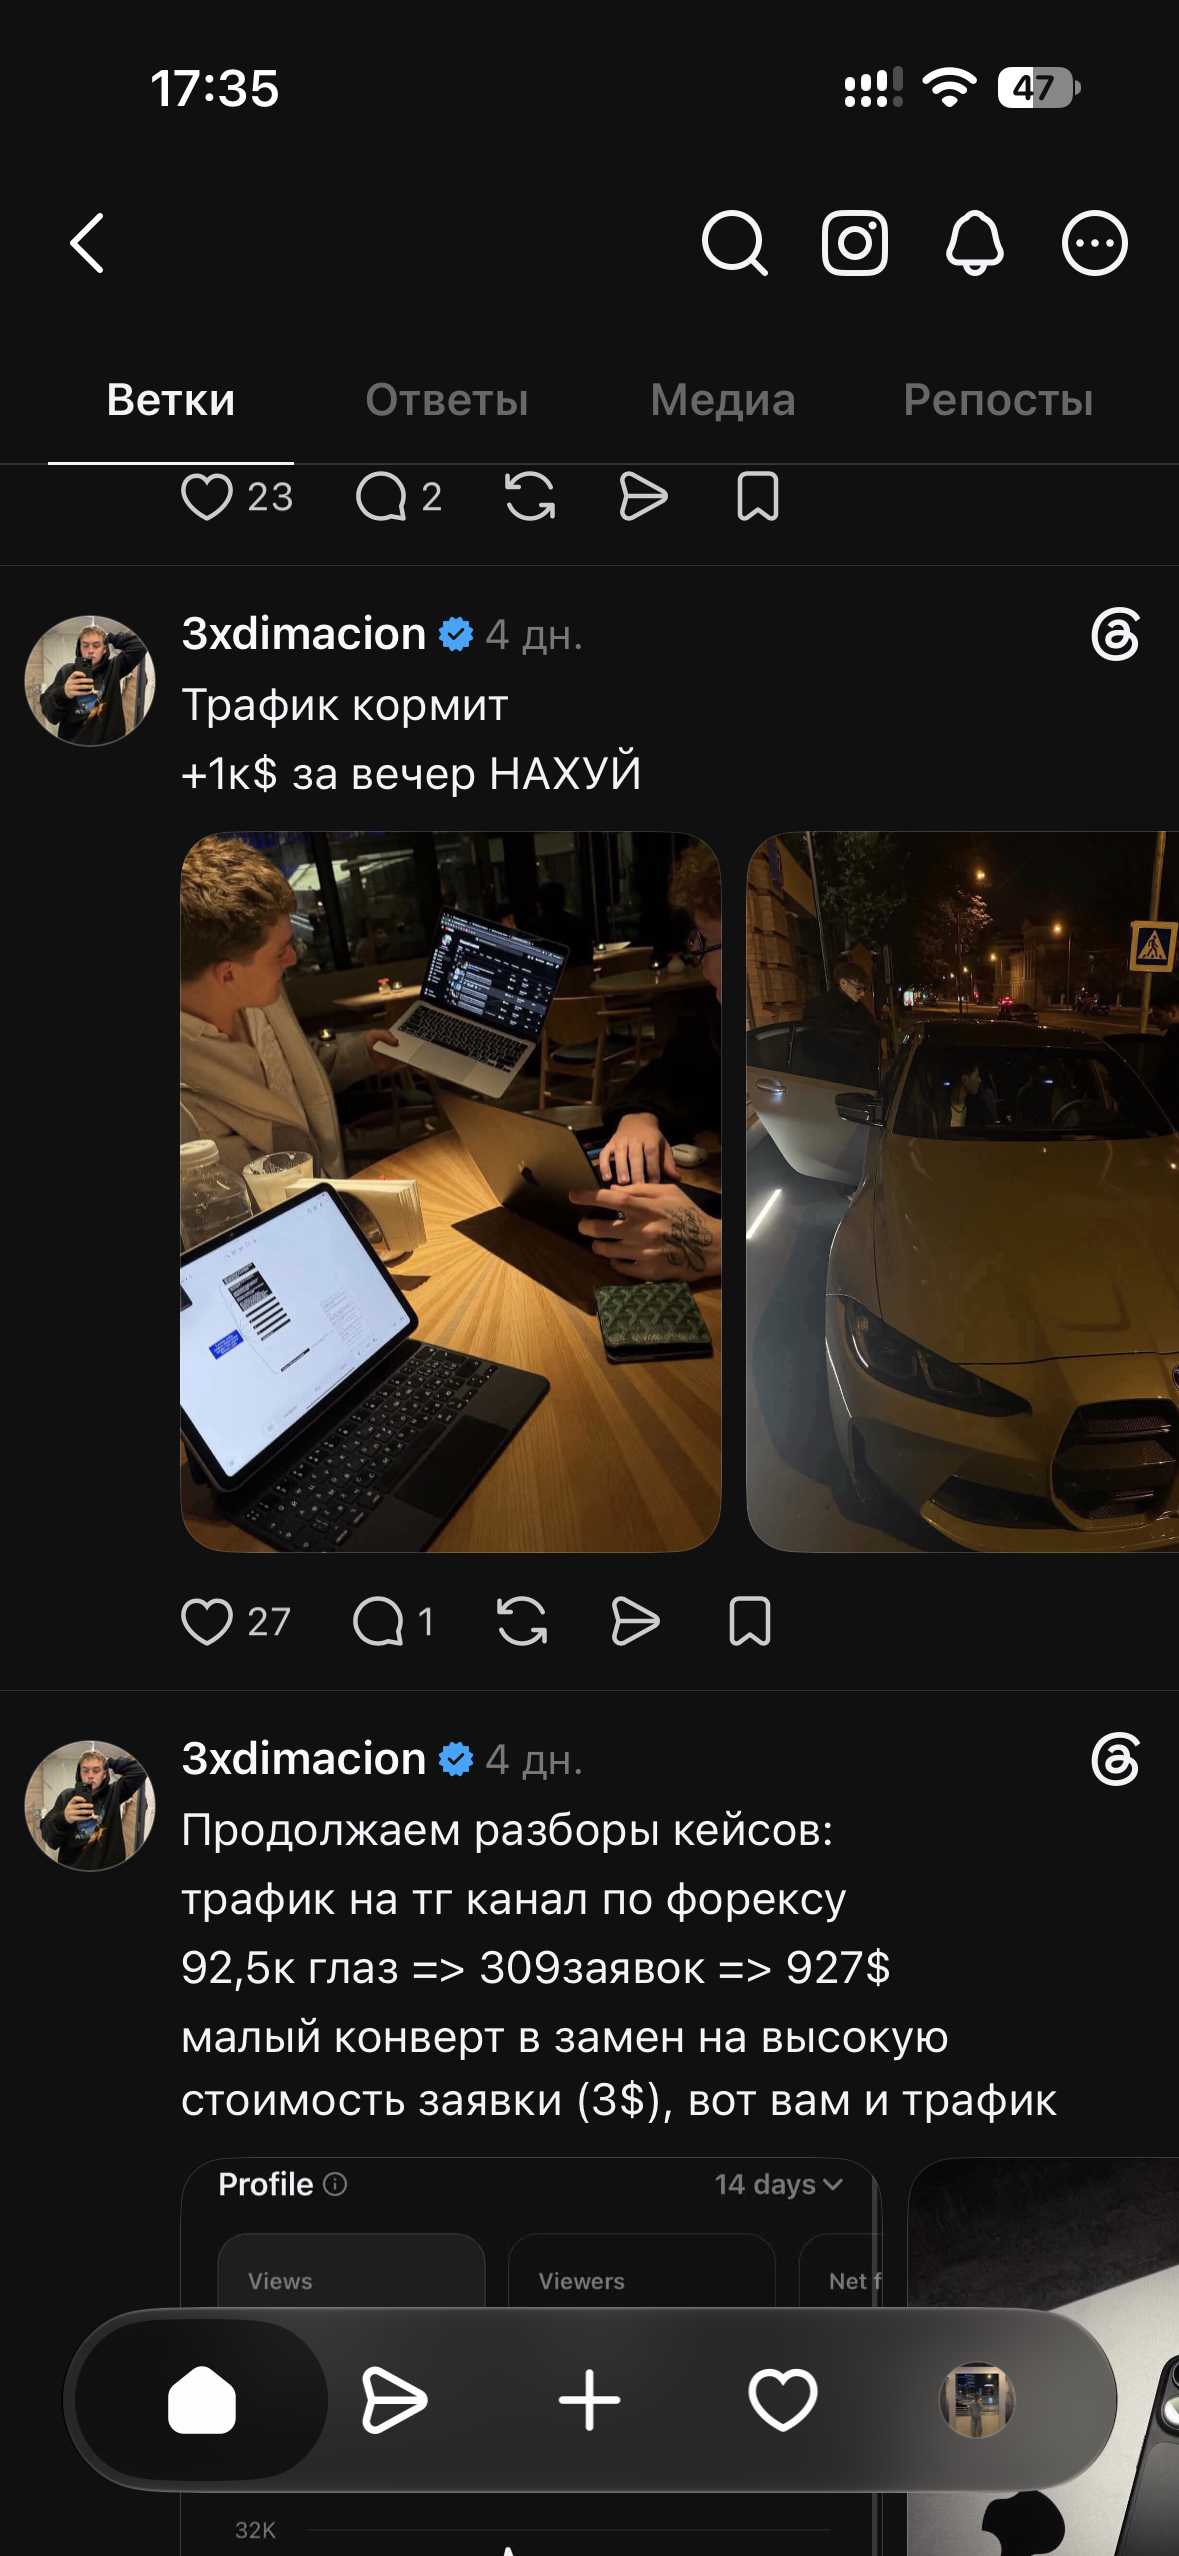 17:35
47
Ветки Ответы Медиа Репосты
23 2
3xdimacion 4 дн.
Трафик кормит
+1к$ за вечер НАХУЙ
27 1
3xdimacion 4 дн.
Продолжаем разборы кейсов:
трафик на тг канал по форексу
92,5к глаз => 309заявок => 927$
малый конверт в замен на высокую
стоимость заявки (3$), вот вам и трафик
Profile 14 days
Views Viewers Net f
32K